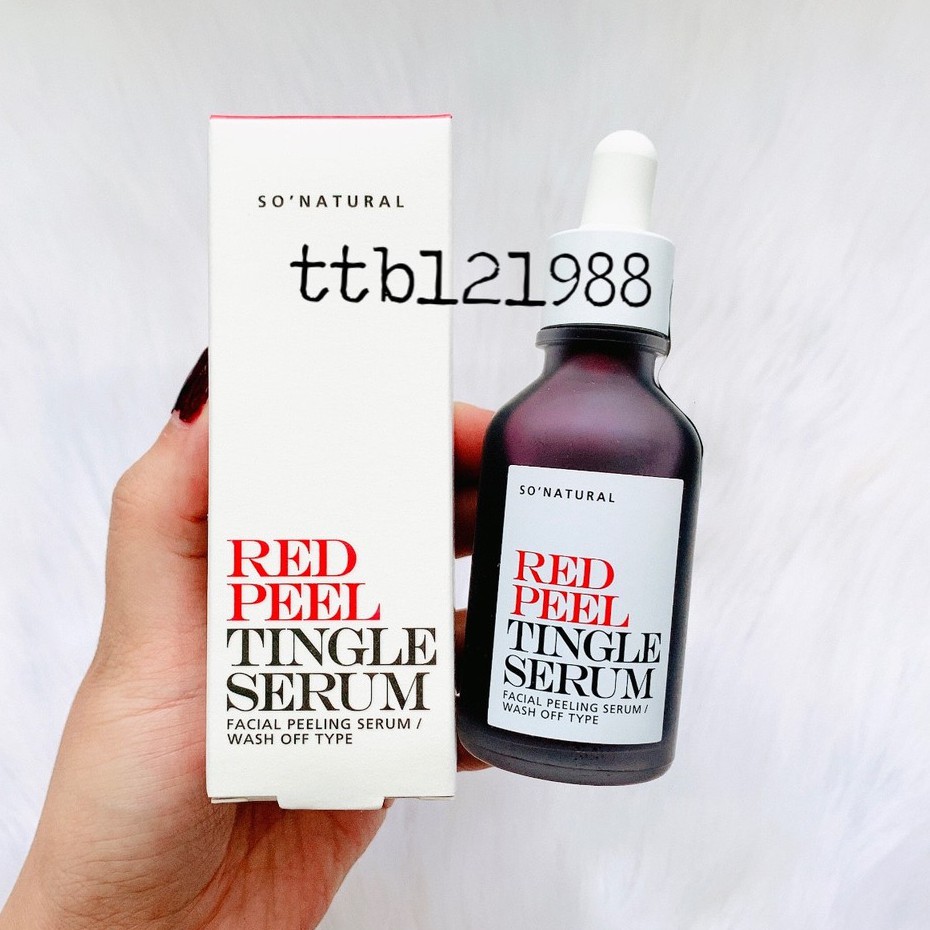 SO'NATURAL
ttb121988
RED
PEEL
TINGLE
SERUM
FACIAL PEELING SERUM /
WASH OFF TYPE
SO'NATURAL
RED
PEEL
TINGLE
SERUM
FACIAL PEELING SERUM /
WASH OFF TYPE